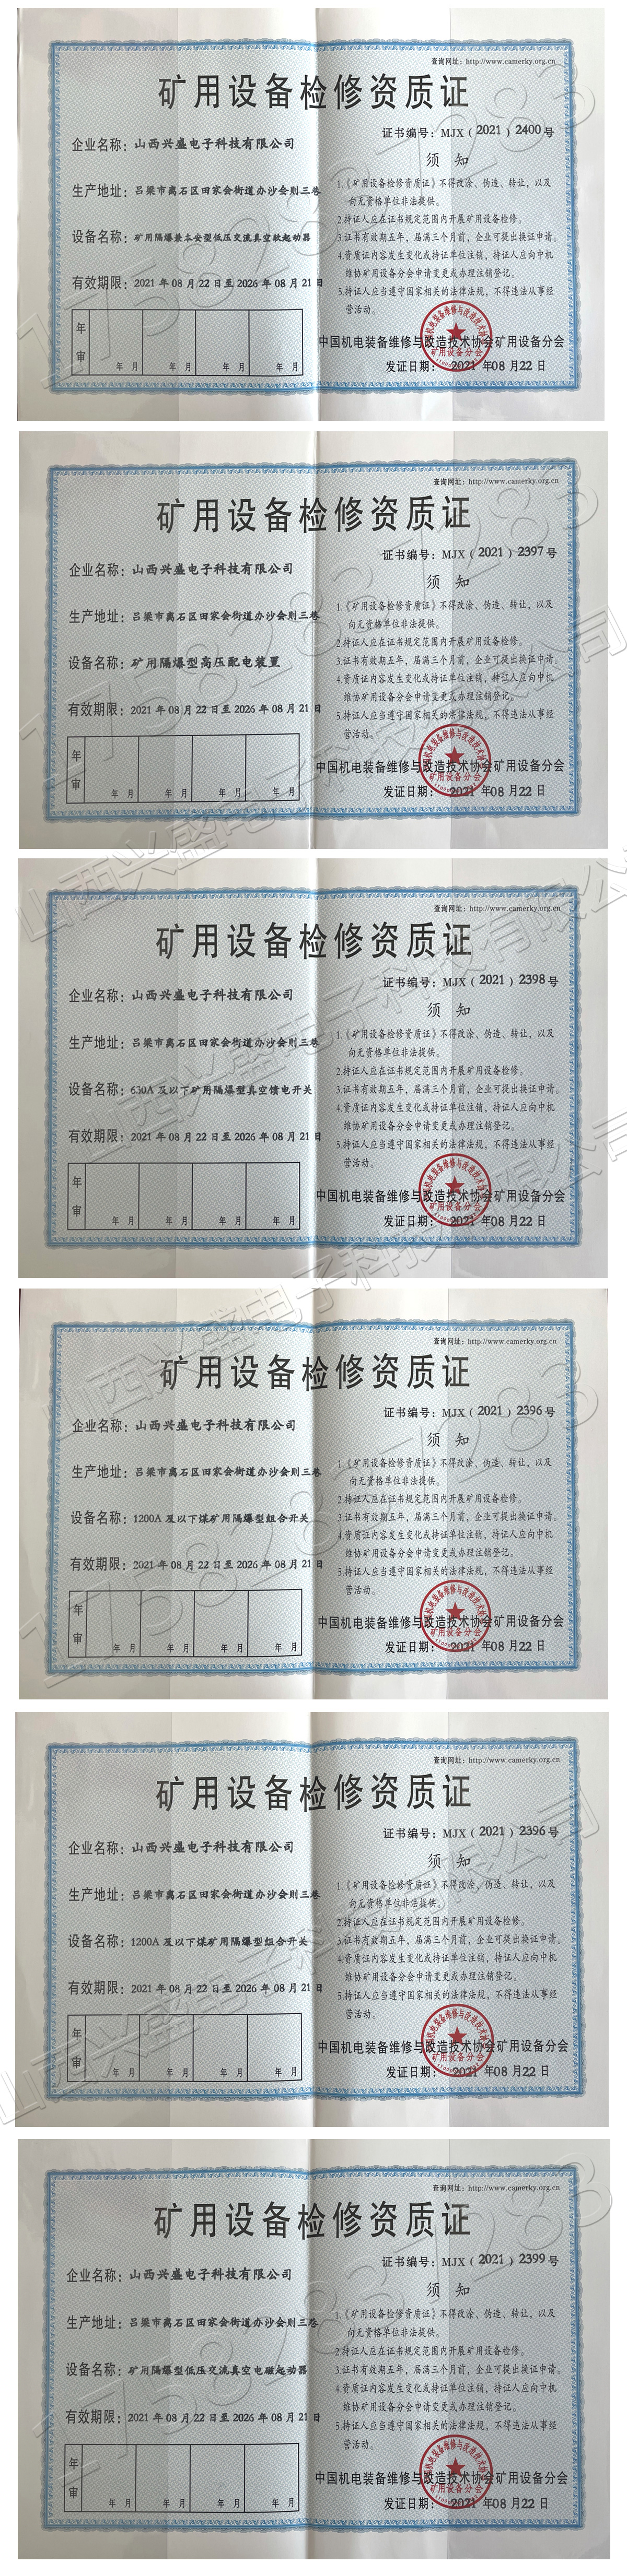 查询网址：http://www.camerky.org.cn
矿用设备检修资质证
企业名称：山西兴盛电子科技有限公司
生产地址：吕梁市离石区田家会街道办沙会则三巷
设备名称：矿用隔爆兼本安型低压交流真空软起动器
有效期限：2021年08月22日至2026年08月21日
年审
年 月 年 月 年 月 年 月
证书编号：MJX（2021）2400号
须 知
1.《矿用设备检修资质证》不得改涂、伪造、转让，以及
向无资格单位非法提供。
2.持证人应在证书规定范围内开展矿用设备检修。
3.证书有效期五年，届满三个月前，企业可提出换证申请。
4.资质证内容发生变化或持证单位注销，持证人应向中机
维协矿用设备分会申请变更或办理注销登记。
5.持证人应当遵守国家相关的法律法规，不得违法从事经
营活动。
中国机电装备维修与改造技术协会矿用设备分会
发证日期：2021年08月22日
矿用设备分会
查询网址：http://www.camerky.org.cn
矿用设备检修资质证
企业名称：山西兴盛电子科技有限公司
生产地址：吕梁市离石区田家会街道办沙会则三巷
设备名称：矿用隔爆型高压配电装置
有效期限：2021年08月22日至2026年08月21日
年审
年 月 年 月 年 月 年 月
证书编号：MJX（2021）2397号
须 知
1.《矿用设备检修资质证》不得改涂、伪造、转让，以及
向无资格单位非法提供。
2.持证人应在证书规定范围内开展矿用设备检修。
3.证书有效期五年，届满三个月前，企业可提出换证申请。
4.资质证内容发生变化或持证单位注销，持证人应向中机
维协矿用设备分会申请变更或办理注销登记。
5.持证人应当遵守国家相关的法律法规，不得违法从事经
营活动。
中国机电装备维修与改造技术协会矿用设备分会
发证日期：2021年08月22日
矿用设备分会
查询网址：http://www.camerky.org.cn
矿用设备检修资质证
企业名称：山西兴盛电子科技有限公司
生产地址：吕梁市离石区田家会街道办沙会则三巷
设备名称：630A及以下矿用隔爆型真空馈电开关
有效期限：2021年08月22日至2026年08月21日
年审
年 月 年 月 年 月 年 月
证书编号：MJX（2021）2398号
须 知
1.《矿用设备检修资质证》不得改涂、伪造、转让，以及
向无资格单位非法提供。
2.持证人应在证书规定范围内开展矿用设备检修。
3.证书有效期五年，届满三个月前，企业可提出换证申请。
4.资质证内容发生变化或持证单位注销，持证人应向中机
维协矿用设备分会申请变更或办理注销登记。
5.持证人应当遵守国家相关的法律法规，不得违法从事经
营活动。
中国机电装备维修与改造技术协会矿用设备分会
发证日期：2021年08月22日
矿用设备分会
查询网址：http://www.camerky.org.cn
矿用设备检修资质证
企业名称：山西兴盛电子科技有限公司
生产地址：吕梁市离石区田家会街道办沙会则三巷
设备名称：1200A及以下煤矿用隔爆型组合开关
有效期限：2021年08月22日至2026年08月21日
年审
年 月 年 月 年 月 年 月
证书编号：MJX（2021）2396号
须 知
1.《矿用设备检修资质证》不得改涂、伪造、转让，以及
向无资格单位非法提供。
2.持证人应在证书规定范围内开展矿用设备检修。
3.证书有效期五年，届满三个月前，企业可提出换证申请。
4.资质证内容发生变化或持证单位注销，持证人应向中机
维协矿用设备分会申请变更或办理注销登记。
5.持证人应当遵守国家相关的法律法规，不得违法从事经
营活动。
中国机电装备维修与改造技术协会矿用设备分会
发证日期：2021年08月22日
矿用设备分会
查询网址：http://www.camerky.org.cn
矿用设备检修资质证
企业名称：山西兴盛电子科技有限公司
生产地址：吕梁市离石区田家会街道办沙会则三巷
设备名称：1200A及以下煤矿用隔爆型组合开关
有效期限：2021年08月22日至2026年08月21日
年审
年 月 年 月 年 月 年 月
证书编号：MJX（2021）2396号
须 知
1.《矿用设备检修资质证》不得改涂、伪造、转让，以及
向无资格单位非法提供。
2.持证人应在证书规定范围内开展矿用设备检修。
3.证书有效期五年，届满三个月前，企业可提出换证申请。
4.资质证内容发生变化或持证单位注销，持证人应向中机
维协矿用设备分会申请变更或办理注销登记。
5.持证人应当遵守国家相关的法律法规，不得违法从事经
营活动。
中国机电装备维修与改造技术协会矿用设备分会
发证日期：2021年08月22日
矿用设备分会
查询网址：http://www.camerky.org.cn
矿用设备检修资质证
企业名称：山西兴盛电子科技有限公司
生产地址：吕梁市离石区田家会街道办沙会则三巷
设备名称：矿用隔爆型低压交流真空电磁起动器
有效期限：2021年08月22日至2026年08月21日
年审
年 月 年 月 年 月 年 月
证书编号：MJX（2021）2399号
须 知
1.《矿用设备检修资质证》不得改涂、伪造、转让，以及
向无资格单位非法提供。
2.持证人应在证书规定范围内开展矿用设备检修。
3.证书有效期五年，届满三个月前，企业可提出换证申请。
4.资质证内容发生变化或持证单位注销，持证人应向中机
维协矿用设备分会申请变更或办理注销登记。
5.持证人应当遵守国家相关的法律法规，不得违法从事经
营活动。
中国机电装备维修与改造技术协会矿用设备分会
发证日期：2021年08月22日
矿用设备分会
17582837283
山西兴盛电子科技有限公司